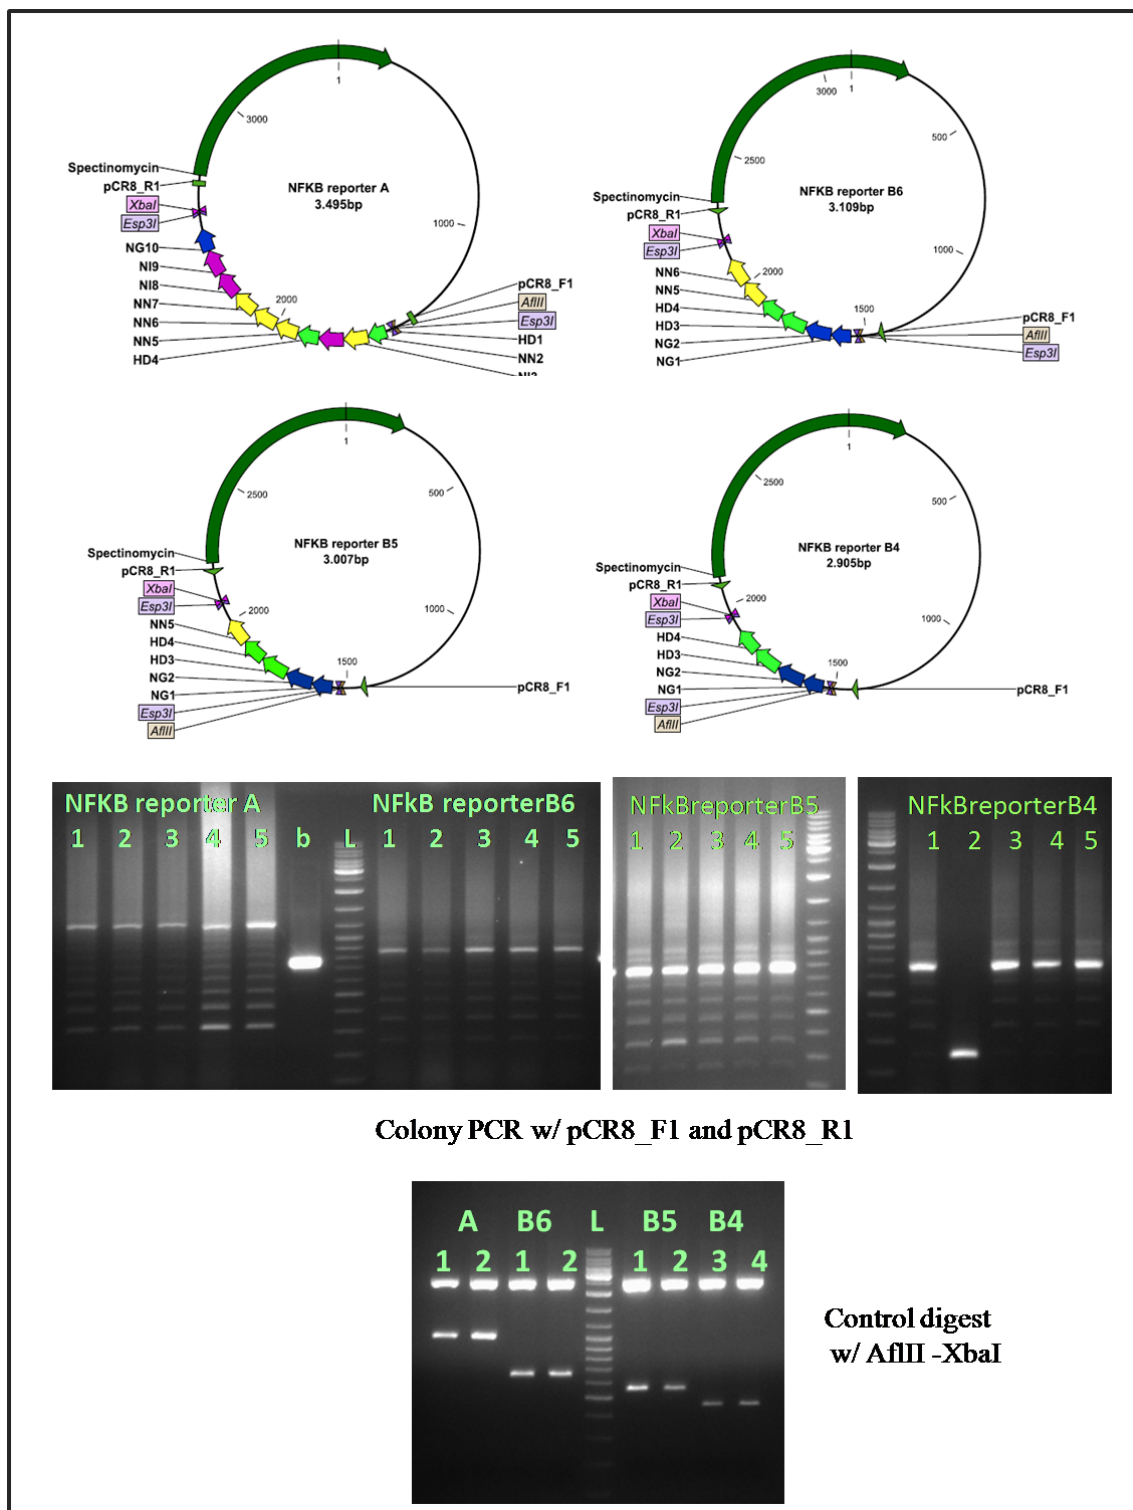 1
3000
Spectinomycin
pCR8_R1
XbaI
Esp3I
NFKB reporter A
3.495bp
1000
NG10
NI9
NI8
NN7
NN6
NN5
HD4
2000
pCR8_F1
AflII
Esp3I
HD1
NN2
3000
1
500
2500
Spectinomycin
pCR8_R1
XbaI
Esp3I
NFKB reporter B6
3.109bp
1000
NN6
NN5
HD4
HD3
NG2
NG1
2000
1500
pCR8_F1
AflII
Esp3I
1
2500
500
Spectinomycin
pCR8_R1
XbaI
Esp3I
NFKB reporter B5
3.007bp
2000
1000
NN5
HD4
HD3
NG2
NG1
Esp3I
AflII
1500
pCR8_F1
1
2500
500
Spectinomycin
pCR8_R1
XbaI
Esp3I
NFKB reporter B4
2.905bp
2000
1000
HD4
HD3
NG2
NG1
Esp3I
AflII
1500
pCR8_F1
NFKB reporter A NFkB reporterB6
1 2 3 4 5 b L 1 2 3 4 5
NFkBreporterB5
1 2 3 4 5
NFkBreporterB4
1 2 3 4 5
Colony PCR w/ pCR8_F1 and pCR8_R1
A B6 L B5 B4
1 2 1 2 1 2 3 4
Control digest
w/ AflII -XbaI